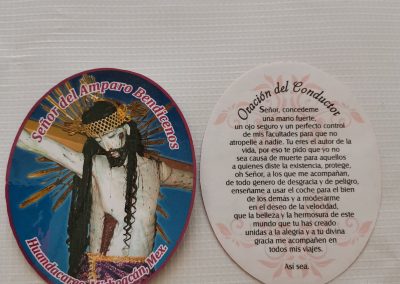 Señor del Amparo Bendicenos
Huandacareo, Michoacán, Mex.
Oración del Conductor
Señor, concedeme
una mano fuerte,
un ojo seguro y un perfecto control
de mis facultades para que no
atropelle a nadie. Tu eres el autor de la
vida, por eso te pido que yo no
sea causa de muerte para aquellos
a quienes diste la existencia, protege,
oh Señor, a los que me acompañan,
de todo genero de desgracia y de peligro,
enseñame a usar el coche para el bien
de los demás y a moderarme
en el deseo de la velocidad,
que la belleza y la hermosura de este
mundo que tu has creado
unidas a la alegria y a tu divina
gracia me acompañen en
todos mis viajes.
Asi sea.